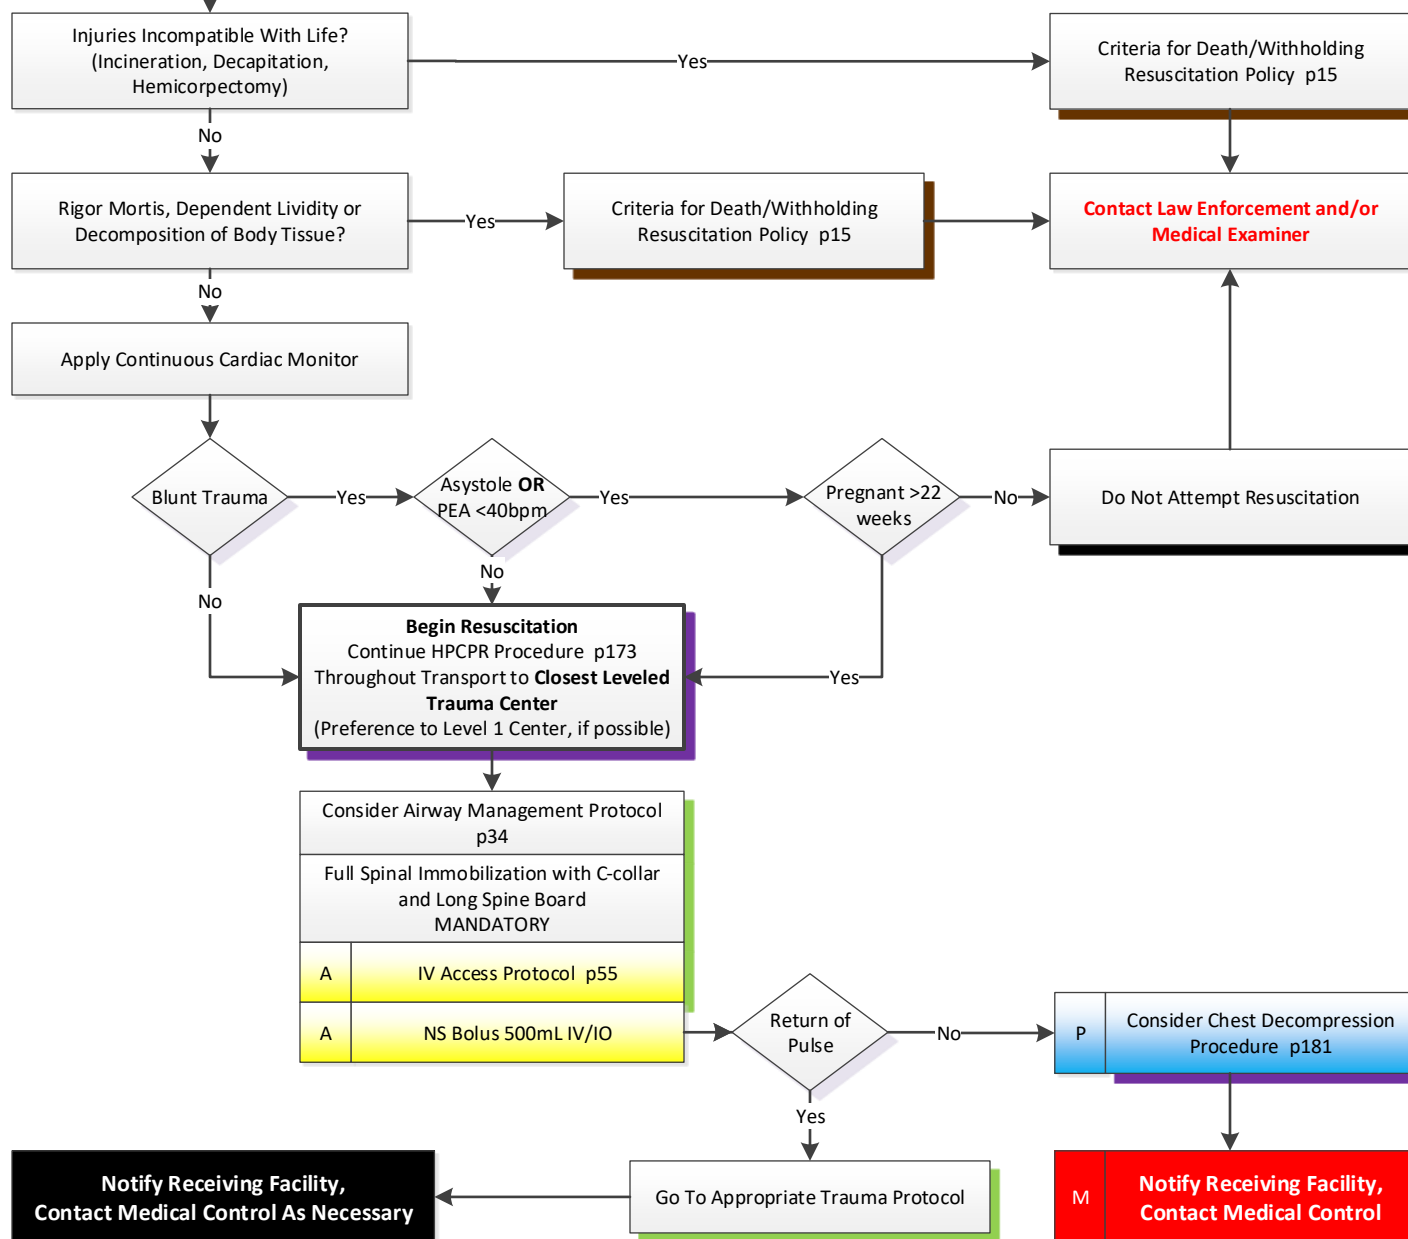 Injuries Incompatible With Life?
(Incineration, Decapitation,
Hemicorpectomy)
Yes
Criteria for Death/Withholding
Resuscitation Policy p15
No
Rigor Mortis, Dependent Lividity or
Decomposition of Body Tissue?
Yes
Criteria for Death/Withholding
Resuscitation Policy p15
Contact Law Enforcement and/or
Medical Examiner
No
Apply Continuous Cardiac Monitor
Blunt Trauma
Yes
Asystole OR
PEA <40bpm
Yes
Pregnant >22
weeks
No
Do Not Attempt Resuscitation
No
No
Yes
Begin Resuscitation
Continue HPCPR Procedure p173
Throughout Transport to Closest Leveled
Trauma Center
(Preference to Level 1 Center, if possible)
Consider Airway Management Protocol
p34
Full Spinal Immobilization with C-collar
and Long Spine Board
MANDATORY
A
IV Access Protocol p55
A
NS Bolus 500mL IV/IO
Return of
Pulse
No
P
Consider Chest Decompression
Procedure p181
Yes
Go To Appropriate Trauma Protocol
Notify Receiving Facility,
Contact Medical Control As Necessary
M
Notify Receiving Facility,
Contact Medical Control